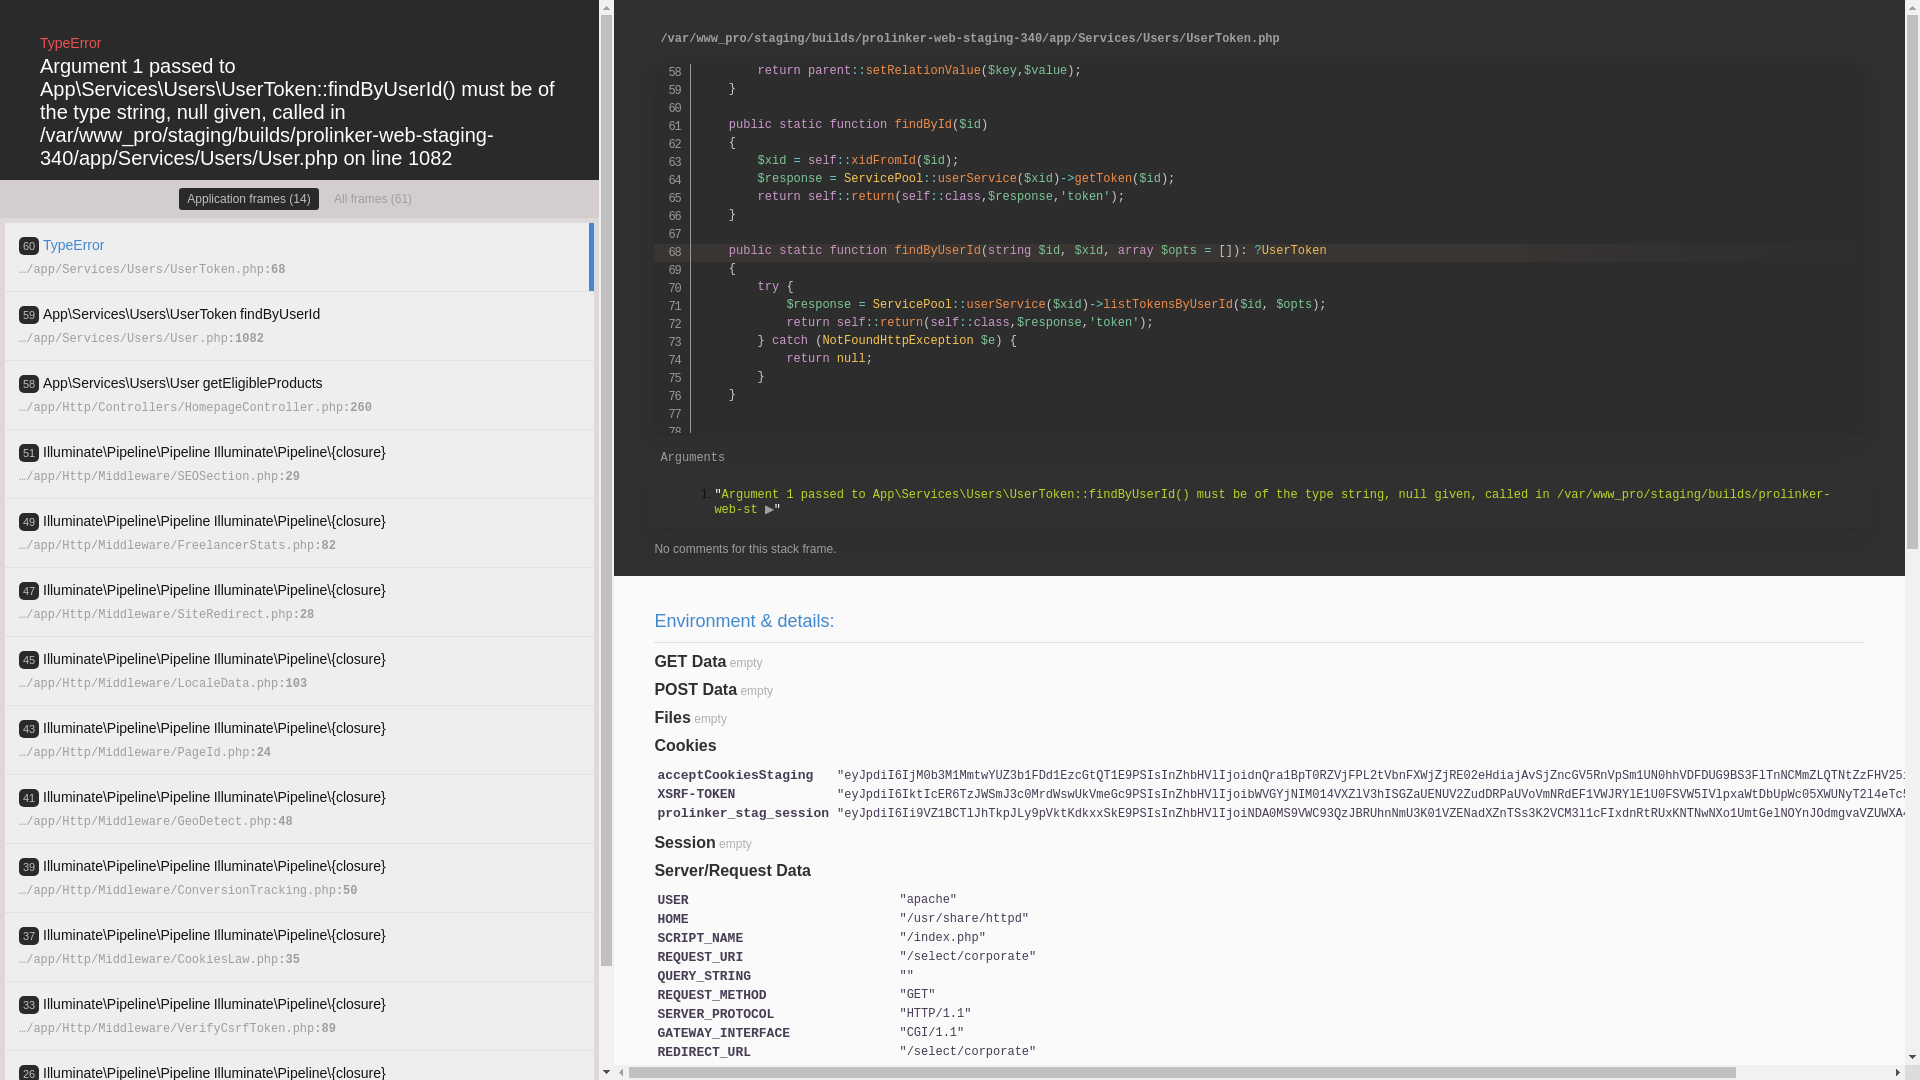 TypeError
Argument 1 passed to
App\Services\Users\UserToken::findByUserId() must be of
the type string, null given, called in
/var/www_pro/staging/builds/prolinker-web-staging-
340/app/Services/Users/User.php on line 1082
Application frames (14) All frames (61)
60 TypeError
…/app/Services/Users/UserToken.php:68
59 App\Services\Users\UserToken findByUserId
…/app/Services/Users/User.php:1082
58 App\Services\Users\User getEligibleProducts
…/app/Http/Controllers/HomepageController.php:260
51 Illuminate\Pipeline\Pipeline Illuminate\Pipeline\{closure}
…/app/Http/Middleware/SEOSection.php:29
49 Illuminate\Pipeline\Pipeline Illuminate\Pipeline\{closure}
…/app/Http/Middleware/FreelancerStats.php:82
47 Illuminate\Pipeline\Pipeline Illuminate\Pipeline\{closure}
…/app/Http/Middleware/SiteRedirect.php:28
45 Illuminate\Pipeline\Pipeline Illuminate\Pipeline\{closure}
…/app/Http/Middleware/LocaleData.php:103
43 Illuminate\Pipeline\Pipeline Illuminate\Pipeline\{closure}
…/app/Http/Middleware/PageId.php:24
41 Illuminate\Pipeline\Pipeline Illuminate\Pipeline\{closure}
…/app/Http/Middleware/GeoDetect.php:48
39 Illuminate\Pipeline\Pipeline Illuminate\Pipeline\{closure}
…/app/Http/Middleware/ConversionTracking.php:50
37 Illuminate\Pipeline\Pipeline Illuminate\Pipeline\{closure}
…/app/Http/Middleware/CookiesLaw.php:35
33 Illuminate\Pipeline\Pipeline Illuminate\Pipeline\{closure}
…/app/Http/Middleware/VerifyCsrfToken.php:89
26 Illuminate\Pipeline\Pipeline Illuminate\Pipeline\{closure}
/var/www_pro/staging/builds/prolinker-web-staging-340/app/Services/Users/UserToken.php
58 return parent::setRelationValue($key,$value);
59 }
60
61 public static function findById($id)
62 {
63 $xid = self::xidFromId($id);
64 $response = ServicePool::userService($xid)->getToken($id);
65 return self::return(self::class,$response,'token');
66 }
67
68 public static function findByUserId(string $id, $xid, array $opts = []): ?UserToken
69 {
70 try {
71 $response = ServicePool::userService($xid)->listTokensByUserId($id, $opts);
72 return self::return(self::class,$response,'token');
73 } catch (NotFoundHttpException $e) {
74 return null;
75 }
76 }
77
78
Arguments
1. "Argument 1 passed to App\Services\Users\UserToken::findByUserId() must be of the type string, null given, called in /var/www_pro/staging/builds/prolinker-
web-st ▶"
No comments for this stack frame.
Environment & details:
GET Data empty
POST Data empty
Files empty
Cookies
acceptCookiesStaging
XSRF-TOKEN
prolinker_stag_session
Session empty
Server/Request Data
USER "apache"
HOME "/usr/share/httpd"
SCRIPT_NAME "/index.php"
REQUEST_URI "/select/corporate"
QUERY_STRING ""
REQUEST_METHOD "GET"
SERVER_PROTOCOL "HTTP/1.1"
GATEWAY_INTERFACE "CGI/1.1"
REDIRECT_URL "/select/corporate"